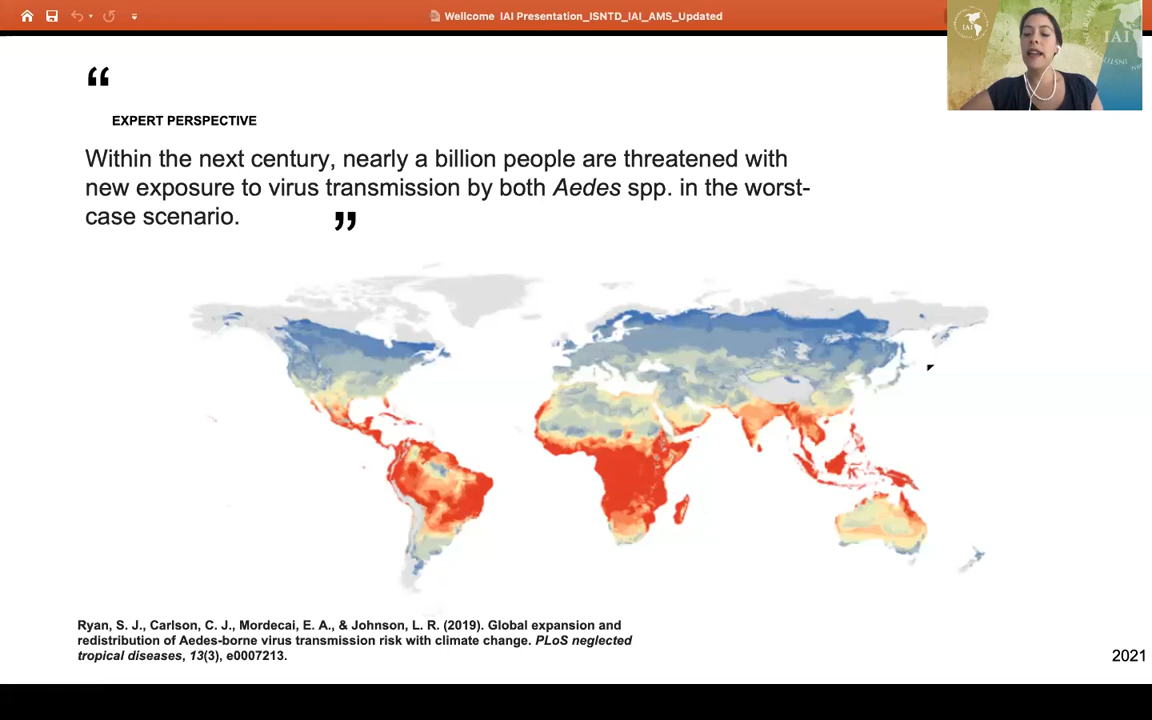 Wellcome IAI Presentation_ISNTD_IAI_AMS_Updated
IAI
IAI
“
EXPERT PERSPECTIVE
Within the next century, nearly a billion people are threatened with
new exposure to virus transmission by both Aedes spp. in the worst-
case scenario.
”
Ryan, S. J., Carlson, C. J., Mordecai, E. A., & Johnson, L. R. (2019). Global expansion and
redistribution of Aedes-borne virus transmission risk with climate change. PLoS neglected
tropical diseases, 13(3), e0007213.
2021